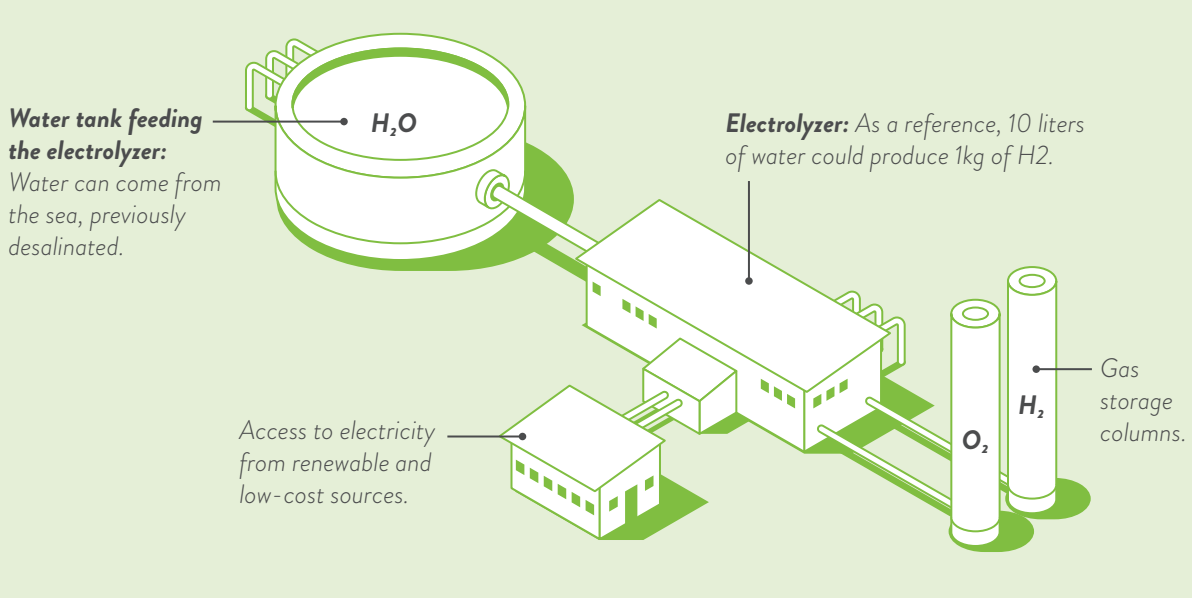 Water tank feeding
the electrolyzer:
Water can come from
the sea, previously
desalinated.
H₂O
Electrolyzer: As a reference, 10 liters
of water could produce 1kg of H2.
Access to electricity
from renewable and
low-cost sources.
O₂
H₂
Gas
storage
columns.